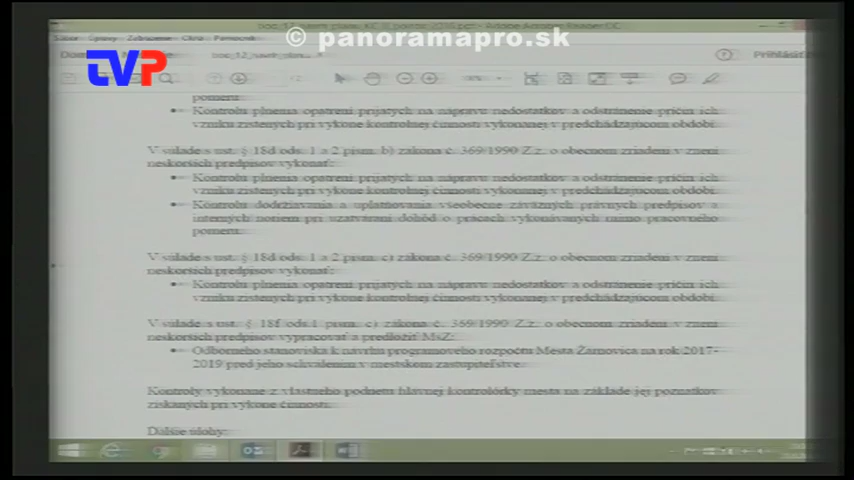 © panoramapro.sk
TVP
Súbor Úpravy Zobrazenie Okná Pomocník
pomeru.
• Kontrolu plnenia opatrení prijatých na nápravu nedostatkov a odstránenie príčin ich
vzniku zistených pri výkone kontrolnej činnosti vykonanej v predchádzajúcom období.
V súlade s ust. § 18d ods. 1 a 2 písm. b) zákona č. 369/1990 Z.z. o obecnom zriadení v znení
neskorších predpisov vykonať:
• Kontrolu plnenia opatrení prijatých na nápravu nedostatkov a odstránenie príčin ich
vzniku zistených pri výkone kontrolnej činnosti vykonanej v predchádzajúcom období.
• Kontrolu dodržiavania a uplatňovania všeobecne záväzných právnych predpisov a
interných noriem pri uzatváraní dohôd o prácach vykonávaných mimo pracovného
pomeru.
V súlade s ust. § 18d ods. 1 a 2 písm. c) zákona č. 369/1990 Z.z. o obecnom zriadení v znení
neskorších predpisov vykonať:
• Kontrolu plnenia opatrení prijatých na nápravu nedostatkov a odstránenie príčin ich
vzniku zistených pri výkone kontrolnej činnosti vykonanej v predchádzajúcom období.
V súlade s ust. § 18f ods.1 písm. c) zákona č. 369/1990 Z.z. o obecnom zriadení v znení
neskorších predpisov vypracovať a predložiť MsZ:
• Odborného stanoviská k návrhu programového rozpočtu Mesta Žarnovica na rok 2017-
2019 pred jeho schválením v mestskom zastupiteľstve.
Kontroly vykonané z vlastného podnetu hlavnej kontrolórky mesta na základe jej poznatkov
získaných pri výkone činnosti.
Ďalšie úlohy: